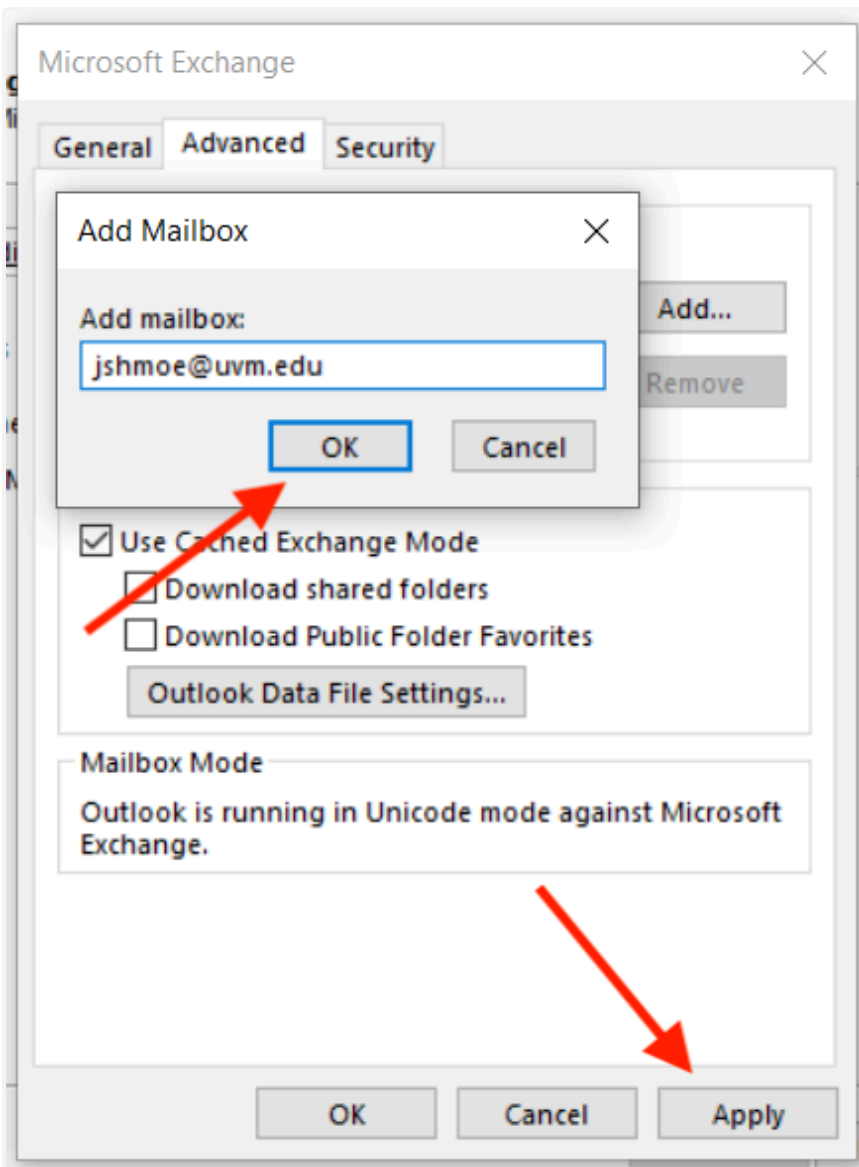 Microsoft Exchange
General Advanced Security
Add Mailbox
Add mailbox:
Add...
jshmoe@uvm.edu
Remove
OK Cancel
Use Cached Exchange Mode
Download shared folders
Download Public Folder Favorites
Outlook Data File Settings...
Mailbox Mode
Outlook is running in Unicode mode against Microsoft
Exchange.
OK Cancel Apply